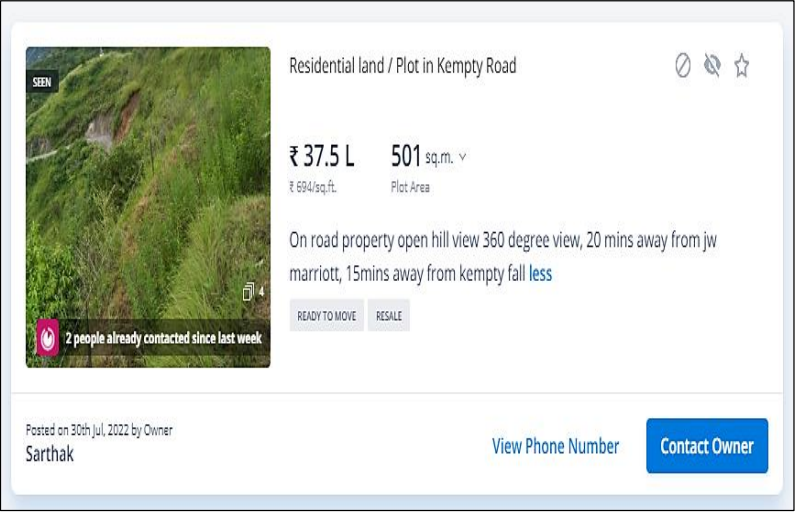 SEEN
4
2 people already contacted since last week
Residential land / Plot in Kempty Road
₹ 37.5 L
₹ 694/sq.ft.
501 sq.m.
Plot Area
On road property open hill view 360 degree view, 20 mins away from jw
marriott, 15mins away from kempty fall less
READY TO MOVE RESALE
Posted on 30th Jul, 2022 by Owner
Sarthak
View Phone Number
Contact Owner